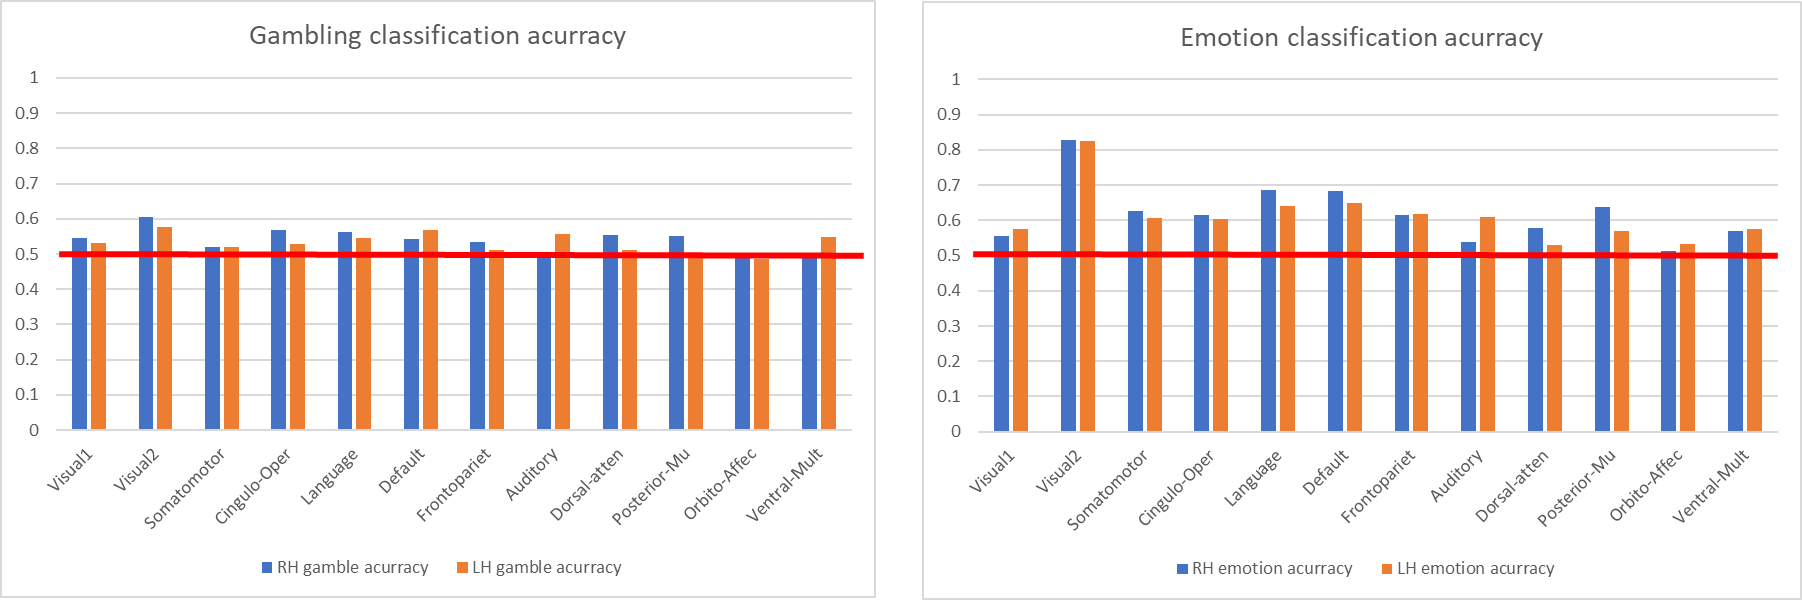 Gambling classification acurracy
1
0.9
0.8
0.7
0.6
0.5
0.4
0.3
0.2
0.1
0
Visual1
Visual2
Somatomotor
Cingulo-Oper
Language
Default
Frontopariet
Auditory
Dorsal-atten
Posterior-Mu
Orbito-Affec
Ventral-Mult
RH gamble acurracy
LH gamble acurracy
Emotion classification acurracy
1
0.9
0.8
0.7
0.6
0.5
0.4
0.3
0.2
0.1
0
Visual1
Visual2
Somatomotor
Cingulo-Oper
Language
Default
Frontopariet
Auditory
Dorsal-atten
Posterior-Mu
Orbito-Affec
Ventral-Mult
RH emotion acurracy
LH emotion acurracy